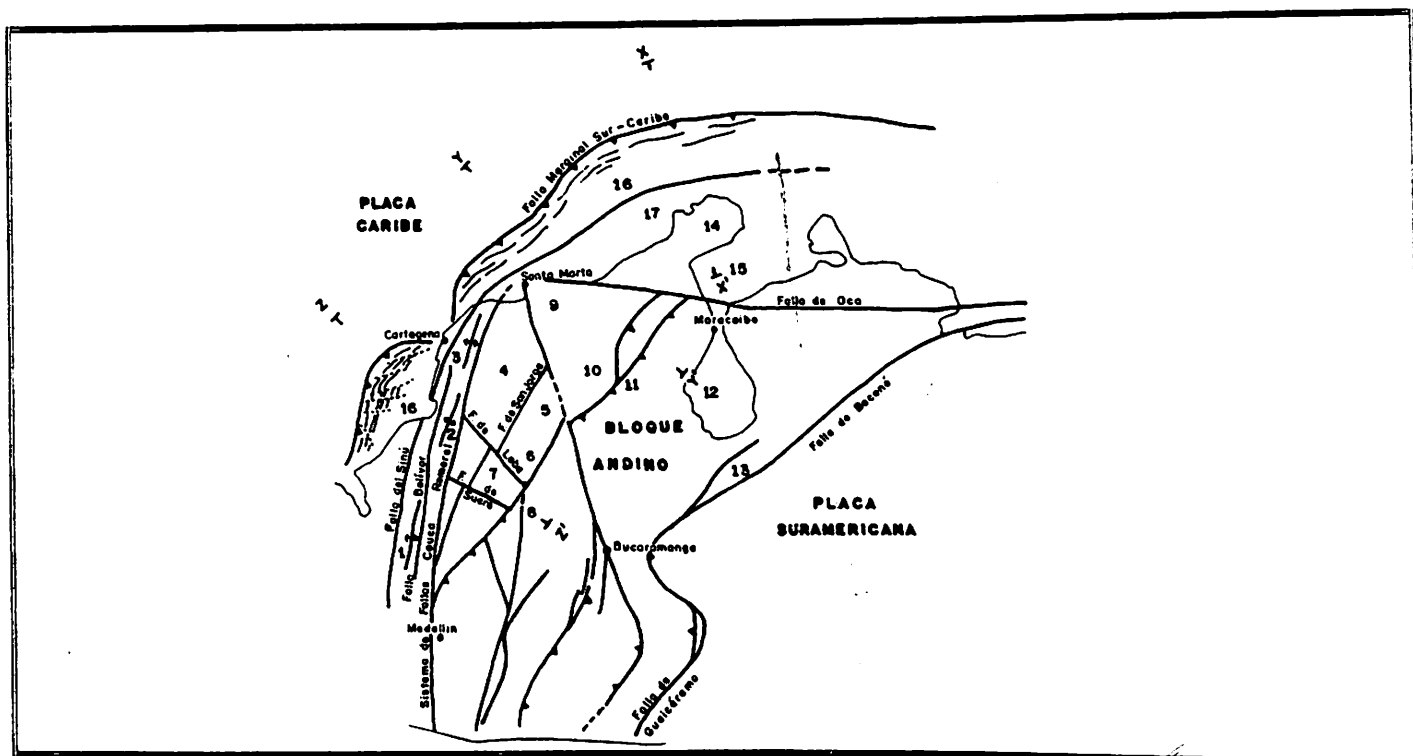 X
Y
PLACA
CARIBE
Z
Falla Marginal Sur-Caribe
16
17
14
15
X'
Santa Marta
Falla de Oca
Maracaibo
9
Cartagena
3
4
10
11
12
Y'
16
F. de San Jorge
5
BLOQUE
ANDINO
Falla de Boconó
2
F. de Loba
6
7
F. de Sucre
13
PLACA
SURAMERICANA
8
Z'
Bucaramanga
Falla del Sinú
Falla Bolívar
1
Sistema de Fallas Cauca Romeral
Medellín
Falla de
Guaicáramo